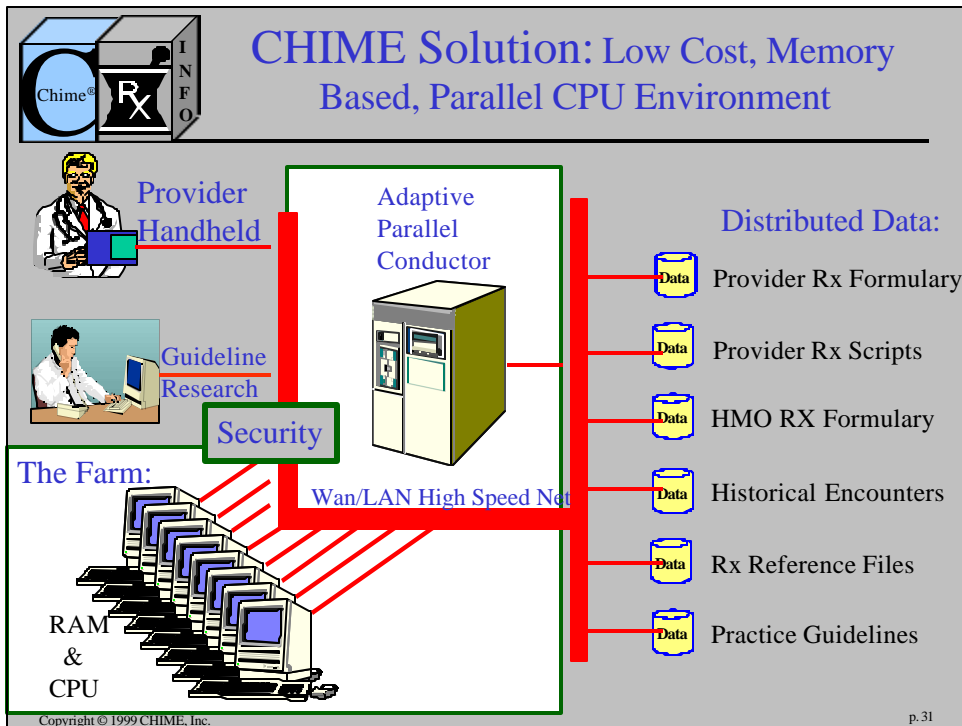 Chime®
C
RX
INFO
CHIME Solution: Low Cost, Memory
Based, Parallel CPU Environment
Provider
Handheld
Guideline
Research
Security
Adaptive
Parallel
Conductor
Wan/LAN High Speed Net
The Farm:
RAM
&
CPU
Distributed Data:
Data Provider Rx Formulary
Data Provider Rx Scripts
Data HMO RX Formulary
Data Historical Encounters
Data Rx Reference Files
Data Practice Guidelines
Copyright © 1999 CHIME, Inc.
p. 31